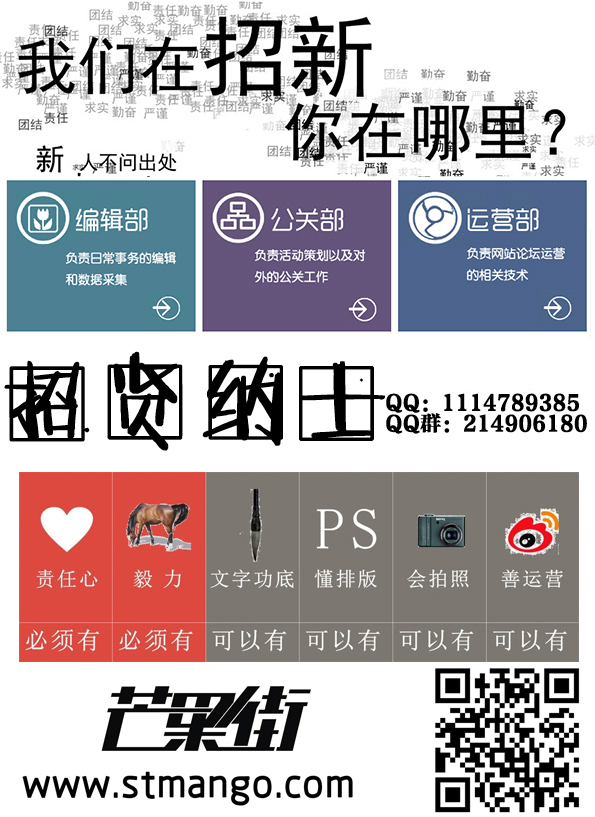 我们在招新
你在哪里？
新 人不问出处
编辑部
负责日常事务的编辑
和数据采集
公关部
负责活动策划以及对
外的公关工作
运营部
负责网站论坛运营
的相关技术
招贤纳士
QQ：1114789385
QQ群：214906180
PS
责任心 毅力 文字功底 懂排版 会拍照 善运营
必须有 必须有 可以有 可以有 可以有 可以有
芒果街
www.stmango.com